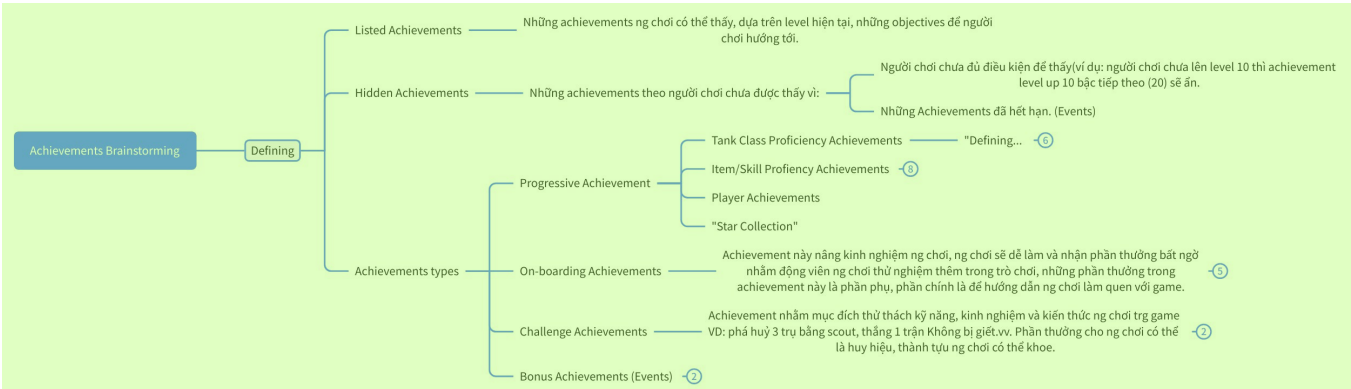 Achievements Brainstorming
Defining
Listed Achievements
Những achievements ng chơi có thể thấy, dựa trên level hiện tại, những objectives để người
chơi hướng tới.
Hidden Achievements
Những achievements theo người chơi chưa được thấy vì:
Người chơi chưa đủ điều kiện để thấy(ví dụ: người chơi chưa lên level 10 thì achievement
level up 10 bậc tiếp theo (20) sẽ ẩn.
Những Achievements đã hết hạn. (Events)
Achievements types
Progressive Achievement
Tank Class Proficiency Achievements
"Defining...
6
Item/Skill Profiency Achievements
8
Player Achievements
"Star Collection"
On-boarding Achievements
Achievement này nâng kinh nghiệm ng chơi, ng chơi sẽ dễ làm và nhận phần thưởng bất ngờ
nhằm động viên ng chơi thử nghiệm thêm trong trò chơi, những phần thưởng trong
achievement này là phần phụ, phần chính là để hướng dẫn ng chơi làm quen với game.
5
Challenge Achievements
Achievement nhằm mục đích thử thách kỹ năng, kinh nghiệm và kiến thức ng chơi trg game
VD: phá huỷ 3 trụ bằng scout, thắng 1 trận Không bị giết.vv. Phần thưởng cho ng chơi có thể
là huy hiệu, thành tựu ng chơi có thể khoe.
2
Bonus Achievements (Events)
2